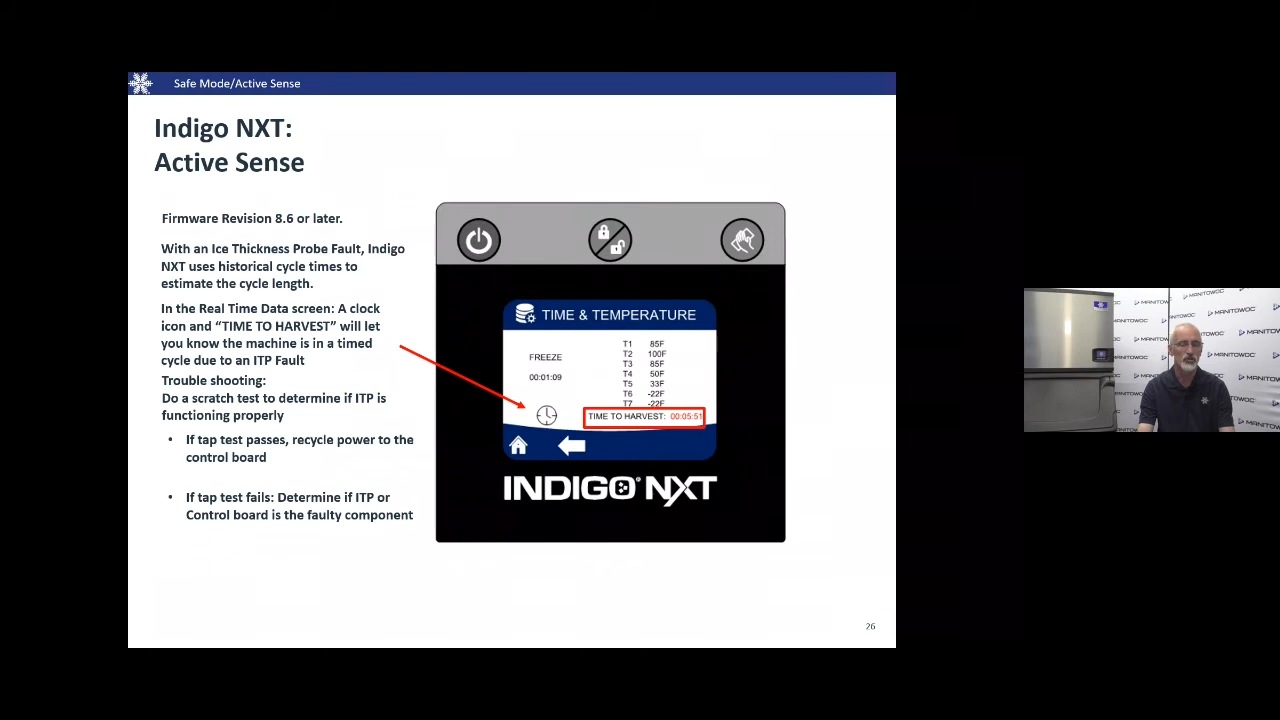 Safe Mode/Active Sense
Indigo NXT:
Active Sense
Firmware Revision 8.6 or later.
With an Ice Thickness Probe Fault, Indigo
NXT uses historical cycle times to
estimate the cycle length.
In the Real Time Data screen: A clock
icon and “TIME TO HARVEST” will let
you know the machine is in a timed
cycle due to an ITP Fault
Trouble shooting:
Do a scratch test to determine if ITP is
functioning properly
• If tap test passes, recycle power to the
control board
• If tap test fails: Determine if ITP or
Control board is the faulty component
TIME & TEMPERATURE
FREEZE
00:01:09
T1 85F
T2 100F
T3 85F
T4 50F
T5 33F
T6 -22F
T7 -22F
TIME TO HARVEST: 00:05:51
INDIGO NXT
26
MANITOWOC
MANITOWOC
MANITOWOC
MANITOWOC
MANITOWOC
MANITOWOC